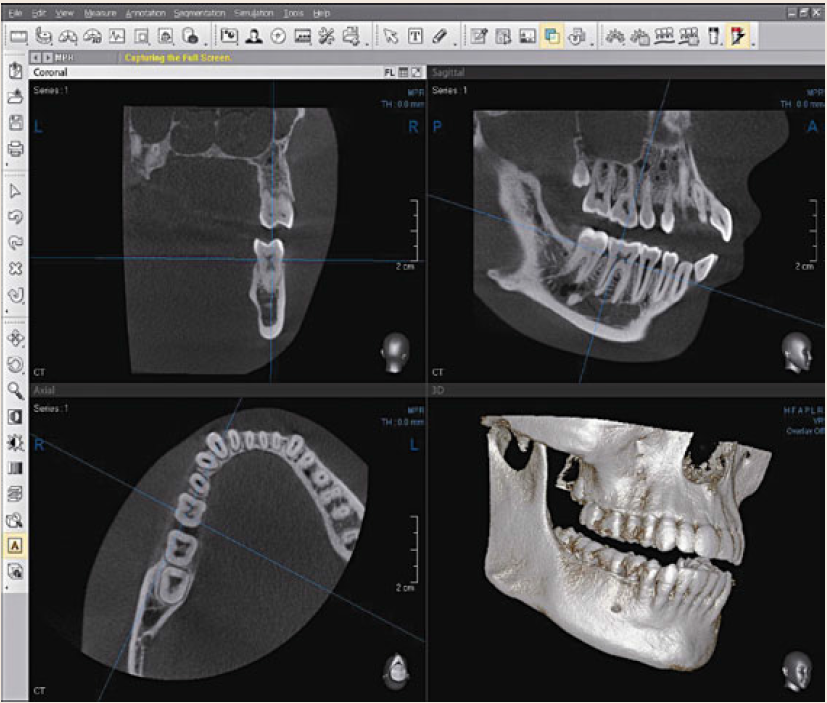 File Edit View Measure Annotation Segmentation Simulation Tools Help
MPR Capturing the Full Screen.
Coronal FL
Series : 1
MPR
TH : 0.0 mm
L R
2 cm
CT
Sagittal
Series : 1
MPR
TH : 0.0 mm
P A
2 cm
CT
Axial
Series : 1
MPR
TH : 0.0 mm
R L
2 cm
CT
3D
H F A P L R
VR
Overlay Off
T
A